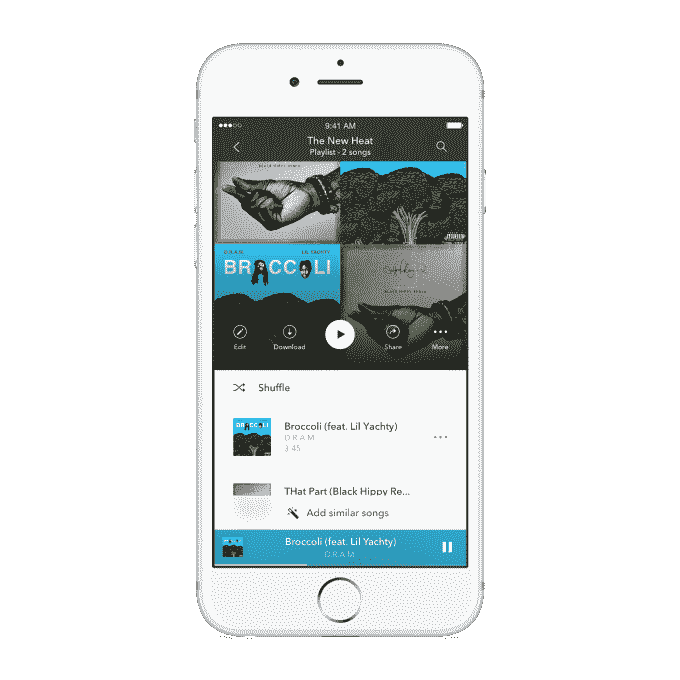 9:41 AM
The New Heat
Playlist - 2 songs
LIL YACHTY
BROCCOLI
Edit
Download
Share
More
Shuffle
BROCCOLI
Broccoli (feat. Lil Yachty)
D.R.A.M
3:45
THat Part (Black Hippy Re...
Add similar songs
Broccoli (feat. Lil Yachty)
D.R.A.M